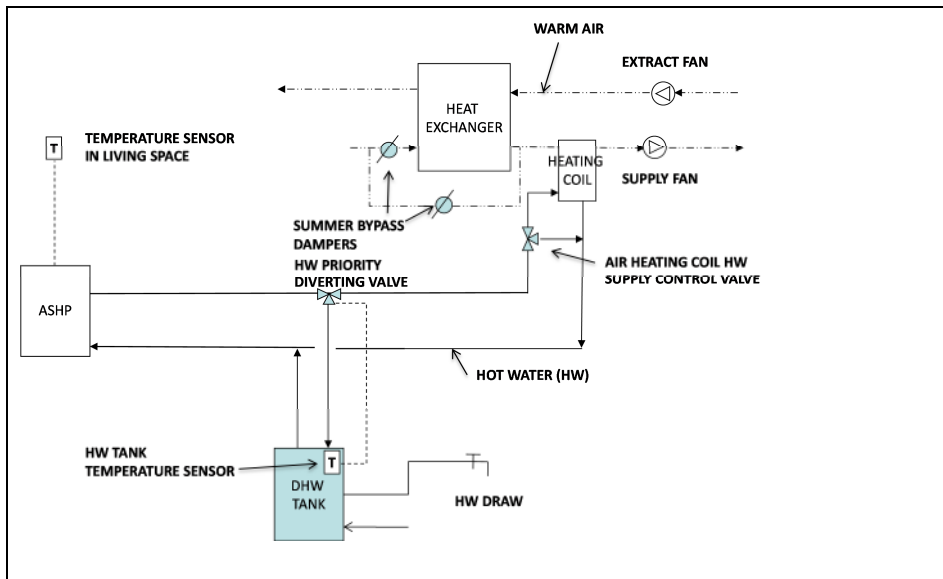 WARM AIR
EXTRACT FAN
HEAT
EXCHANGER
TEMPERATURE SENSOR
IN LIVING SPACE
T
HEATING
COIL
SUPPLY FAN
SUMMER BYPASS
DAMPERS
HW PRIORITY
DIVERTING VALVE
AIR HEATING COIL HW
SUPPLY CONTROL VALVE
ASHP
HOT WATER (HW)
HW TANK
TEMPERATURE SENSOR
T
DHW
TANK
HW DRAW